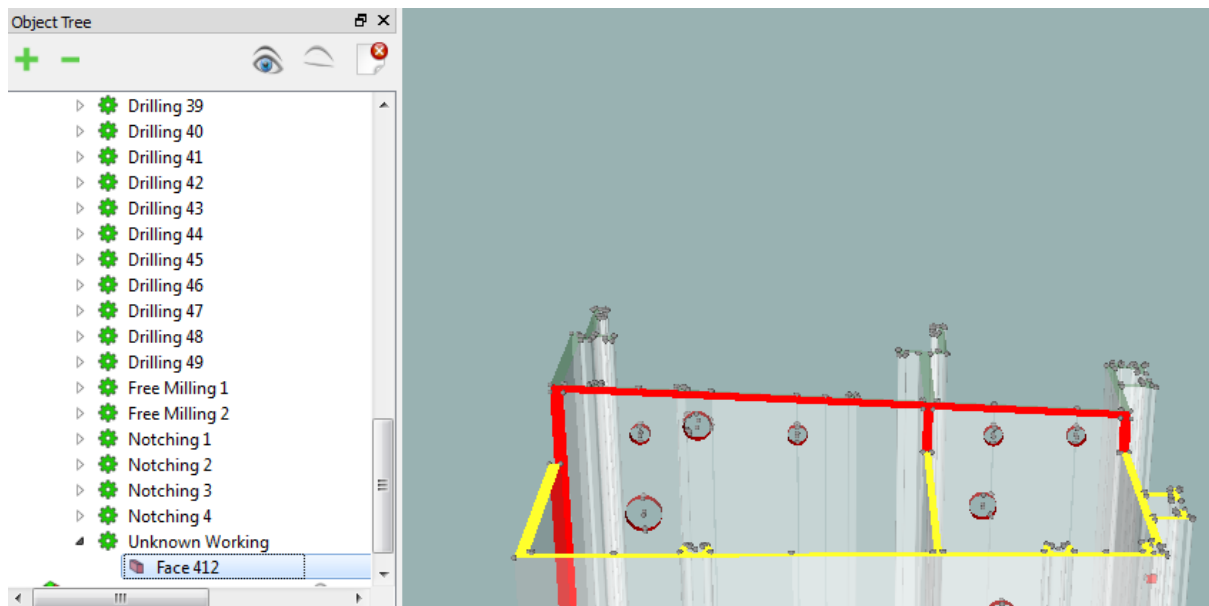 Object Tree
Drilling 39
Drilling 40
Drilling 41
Drilling 42
Drilling 43
Drilling 44
Drilling 45
Drilling 46
Drilling 47
Drilling 48
Drilling 49
Free Milling 1
Free Milling 2
Notching 1
Notching 2
Notching 3
Notching 4
Unknown Working
Face 412